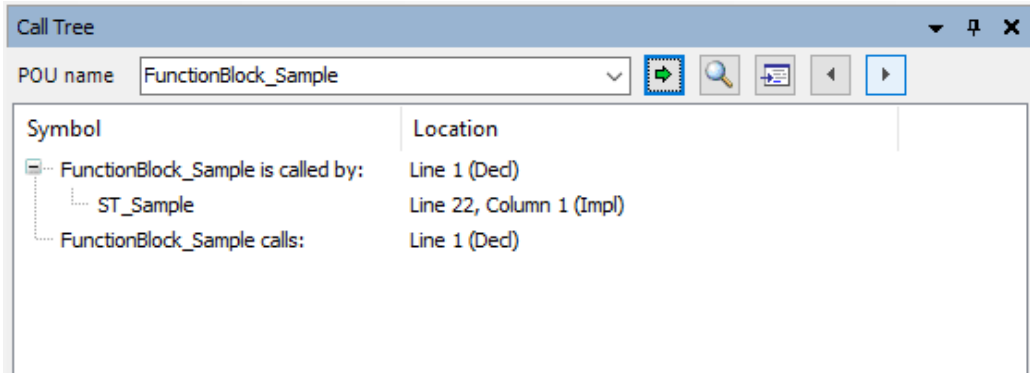 Call Tree
POU name FunctionBlock_Sample
Symbol Location
FunctionBlock_Sample is called by: Line 1 (Decl)
ST_Sample Line 22, Column 1 (Impl)
FunctionBlock_Sample calls: Line 1 (Decl)